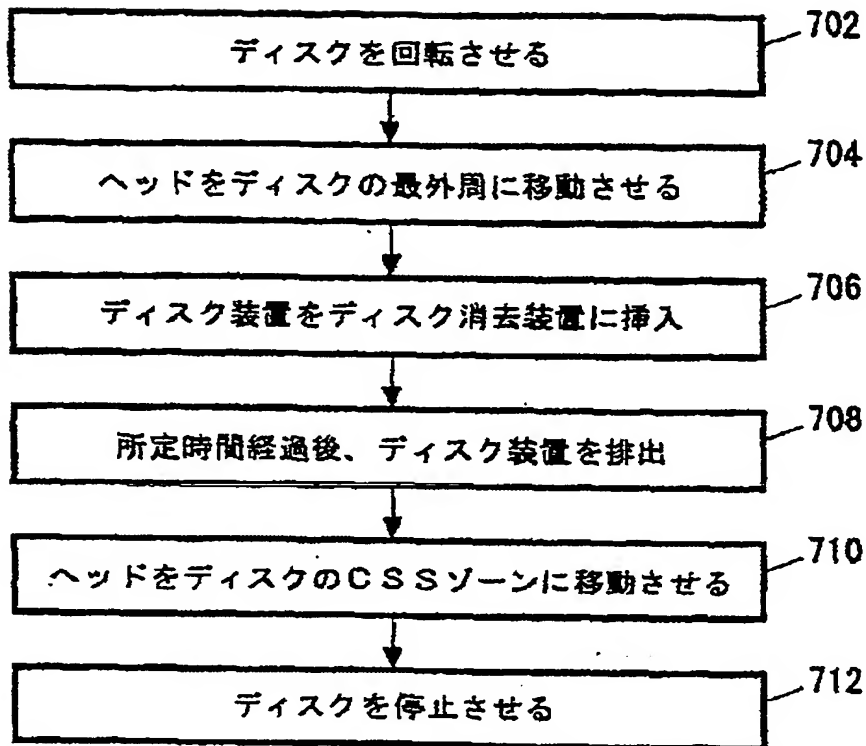 ディスクを回転させる
702
ヘッドをディスクの最外周に移動させる
704
ディスク装置をディスク消去装置に挿入
706
所定時間経過後、ディスク装置を排出
708
ヘッドをディスクのCSSゾーンに移動させる
710
ディスクを停止させる
712